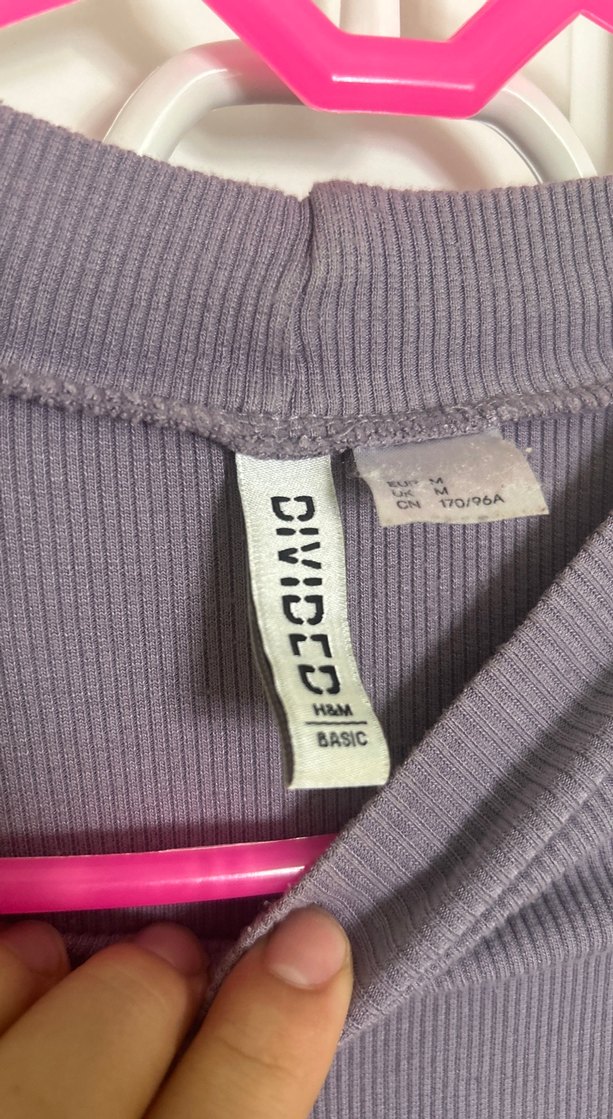 DIVIDED
H&M
BASIC
EUR M
UK M
CN 170/96A